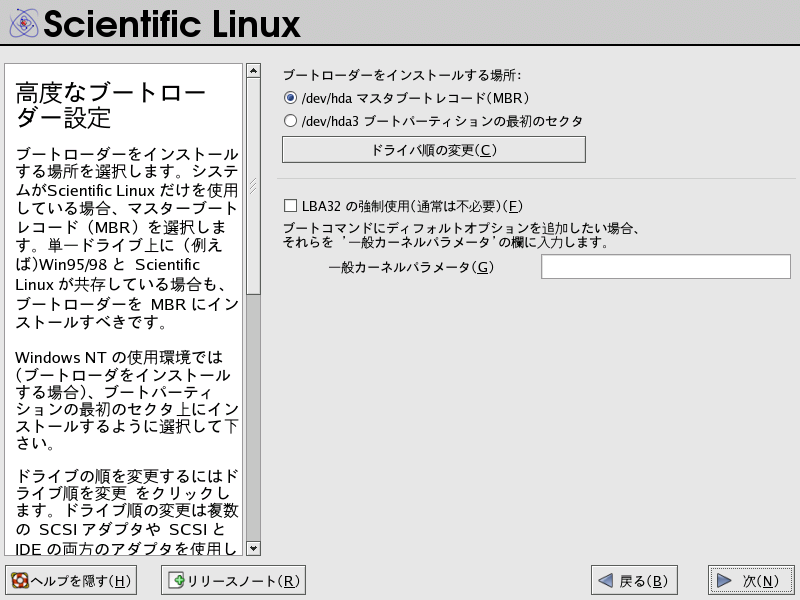 Scientific Linux
高度なブートロー
ダー設定
ブートローダーをインストール
する場所を選択します。システ
ムがScientific Linux だけを使用
している場合、マスターブート
レコード（MBR）を選択しま
す。単一ドライブ上に（例え
ば)Win95/98 と Scientific
Linux が共存している場合も、
ブートローダーを MBR にイン
ストールすべきです。
Windows NT の使用環境では
(ブートローダをインストール
する場合)、ブートパーティ
ションの最初のセクタ上にイン
ストールするように選択して下
さい。
ドライブの順を変更するにはド
ライブ順を変更 をクリックし
ます。ドライブ順の変更は複数
の SCSI アダプタや SCSI と
IDE の両方のアダプタを使用し
ブートローダーをインストールする場所:
/dev/hda マスタブートレコード(MBR)
/dev/hda3 ブートパーティションの最初のセクタ
ドライバ順の変更(C)
LBA32 の強制使用(通常は不必要)(F)
ブートコマンドにディフォルトオプションを追加したい場合、
それらを '一般カーネルパラメータ'の欄に入力します。
一般カーネルパラメータ(G)
ヘルプを隠す(H)
リリースノート(R)
戻る(B)
次(N)